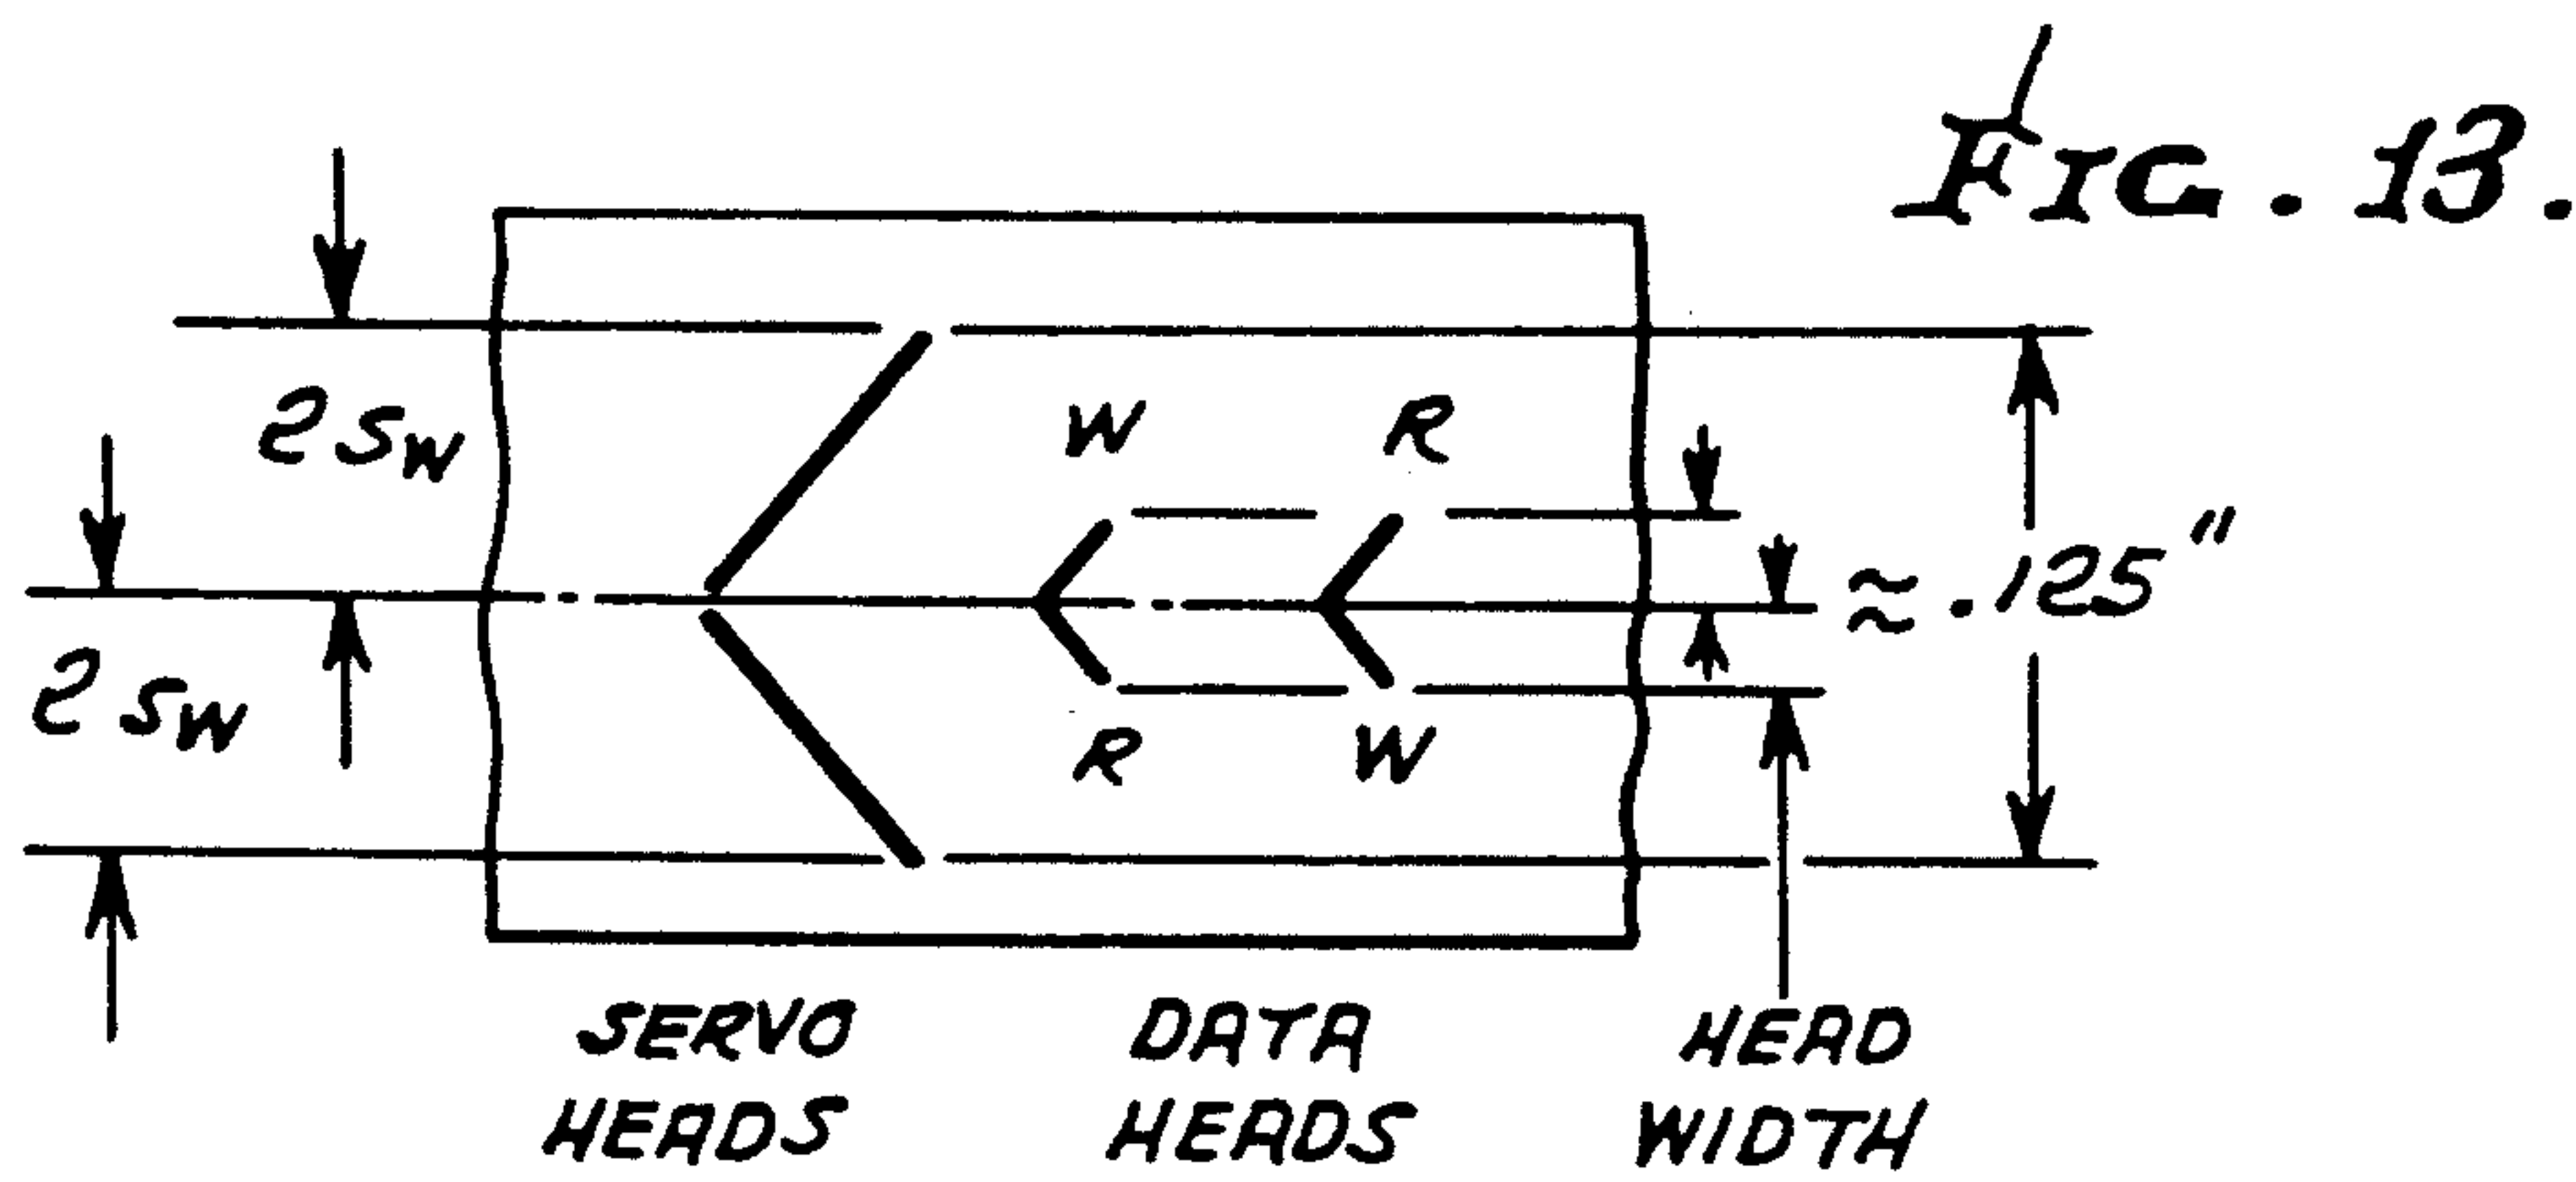 FIG. 13.
2 SW
W R
≈ .125"
2 SW
R W
SERVO DATA HEAD
HEADS HEADS WIDTH